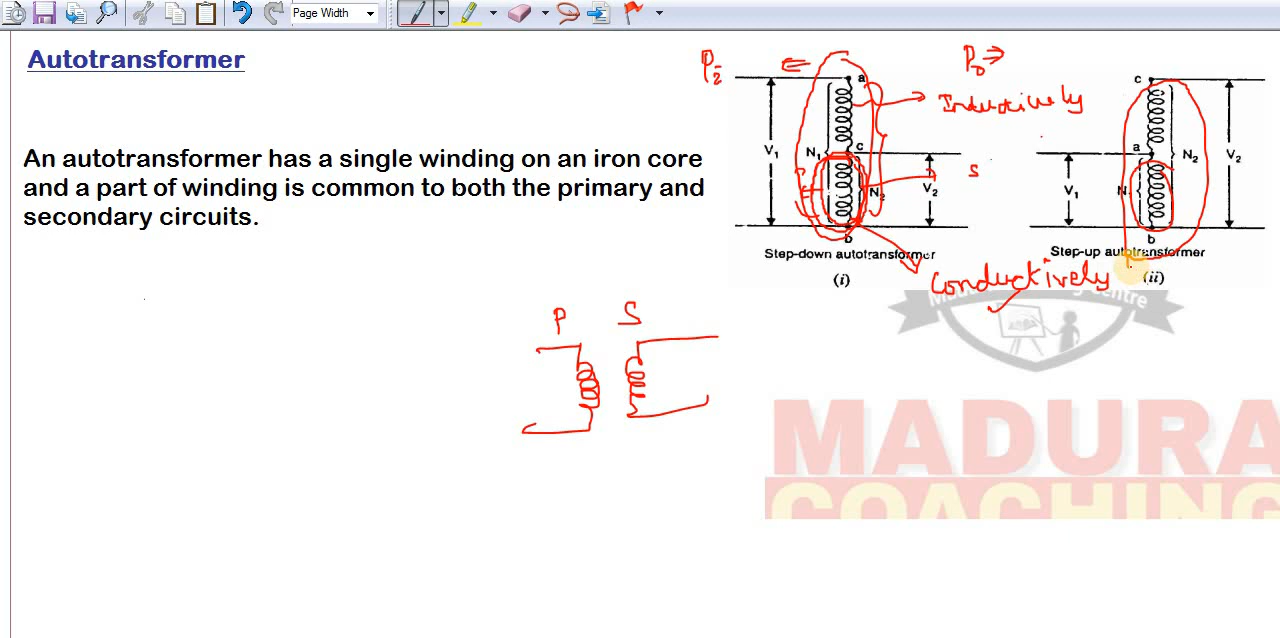 Page Width
Autotransformer
An autotransformer has a single winding on an iron core
and a part of winding is common to both the primary and
secondary circuits.
P
P
a
Inductively
V₁
N₁
c
N₂
V₂
S
b
Step-down autotransformer
(i)
c
a
N₂
V₂
V₁
N
b
Step-up autotransformer
(ii)
Conductively
P S
Centre
MADURA
COACHING